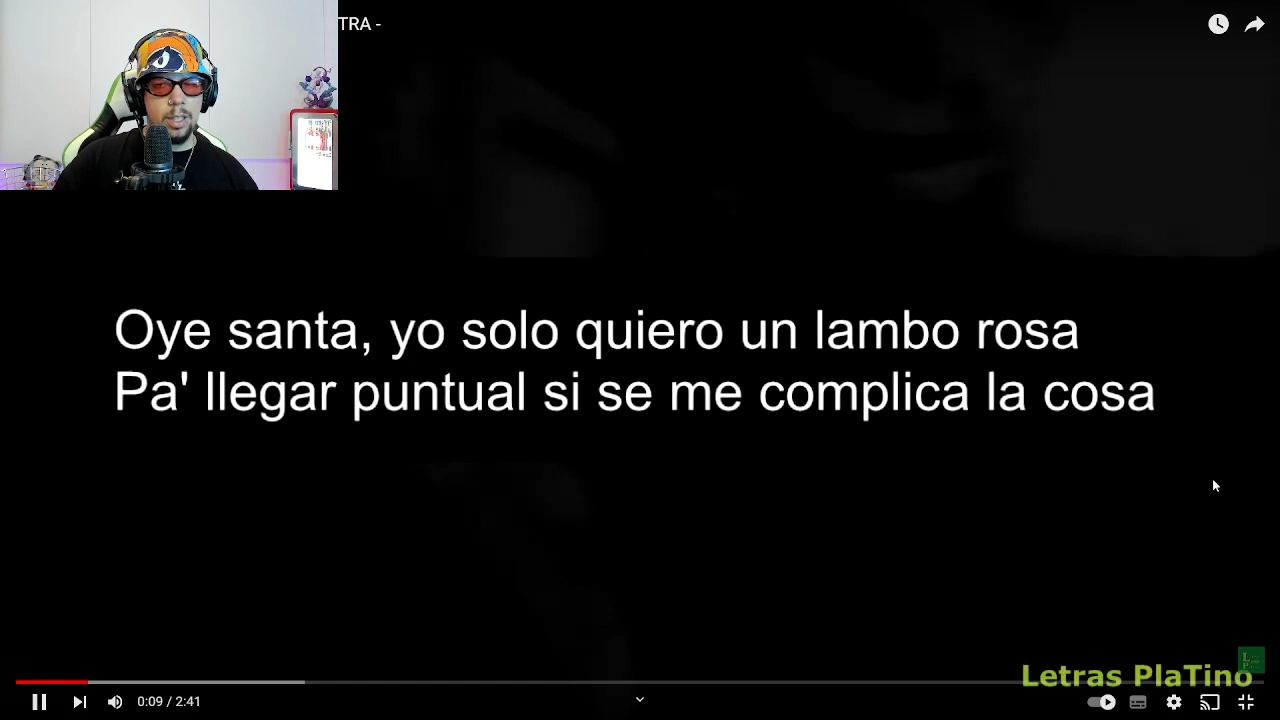 TRA -
Oye santa, yo solo quiero un lambo rosa
Pa' llegar puntual si se me complica la cosa
Letras PlaTino
0:09 / 2:41